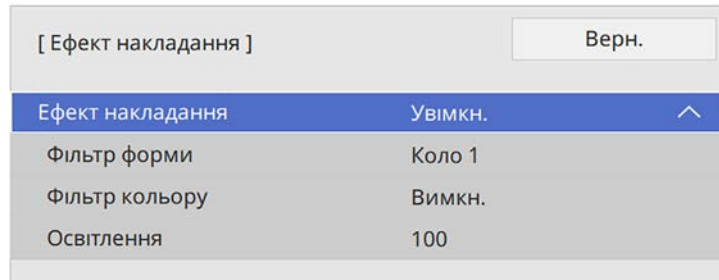 [ Ефект накладання ]
Верн.
Ефект накладання Увімкн.
Фільтр форми Коло 1
Фільтр кольору Вимкн.
Освітлення 100